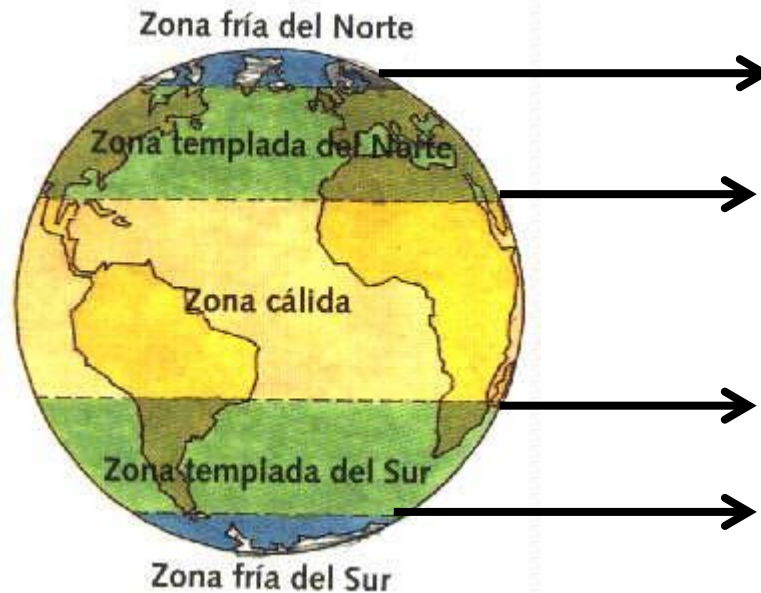 Zona fría del Norte
Zona templada del Norte
Zona cálida
Zona templada del Sur
Zona fría del Sur